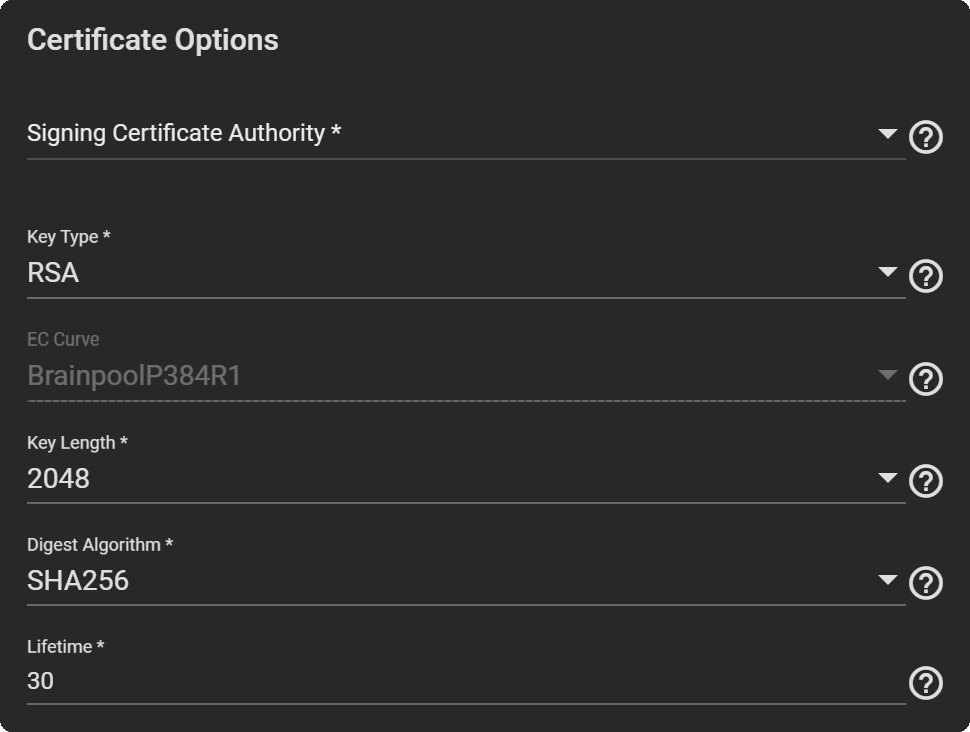 Certificate Options
Signing Certificate Authority *
Key Type *
RSA
EC Curve
BrainpoolP384R1
Key Length *
2048
Digest Algorithm *
SHA256
Lifetime *
30